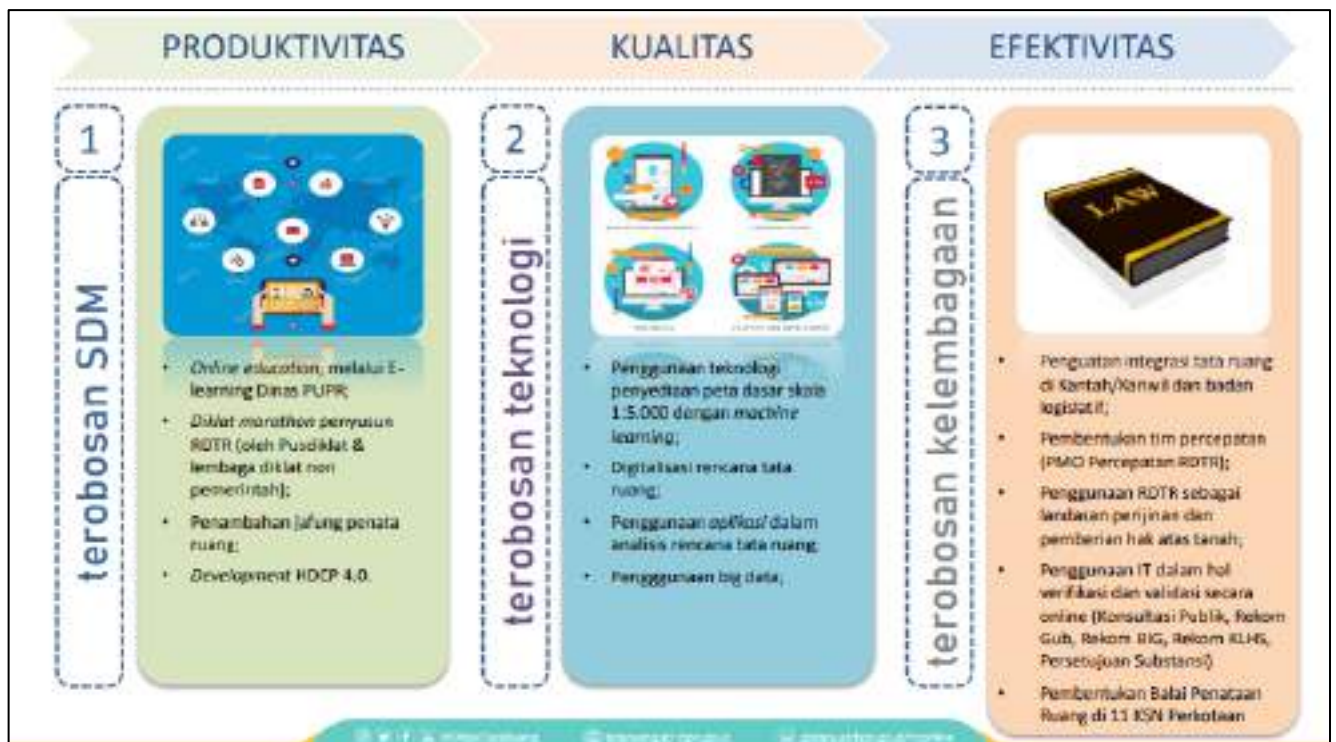 PRODUKTIVITAS
KUALITAS
EFEKTIVITAS
1
terobosan SDM
• Online education, melalui E-
learning Dinas PUPR;
• Diklat marathon penyusun
RDTR (oleh Pusdiklat &
lembaga diklat non
pemerintah);
• Penambahan jafung penata
ruang;
• Development HDCP 4.0.
2
terobosan teknologi
• Penggunaan teknologi
penyediaan peta dasar skala
1:5.000 dengan machine
learning;
• Digitalisasi rencana tata
ruang;
• Penggunaan aplikasi dalam
analisis rencana tata ruang;
• Pengggunaan big data;
3
terobosan kelembagaan
LAW
• Penguatan integrasi tata ruang
di Kantah/Kanwil dan badan
legislatif;
• Pembentukan tim percepatan
(PMO Percepatan RDTR);
• Penggunaan RDTR sebagai
landasan perijinan dan
pemberian hak atas tanah;
• Penggunaan IT dalam hal
verifikasi dan validasi secara
online (Konsultasi Publik, Rekom
Gub, Rekom BIG, Rekom KLHS,
Persetujuan Substansi)
• Pembentukan Balai Penataan
Ruang di 11 KSN Perkotaan